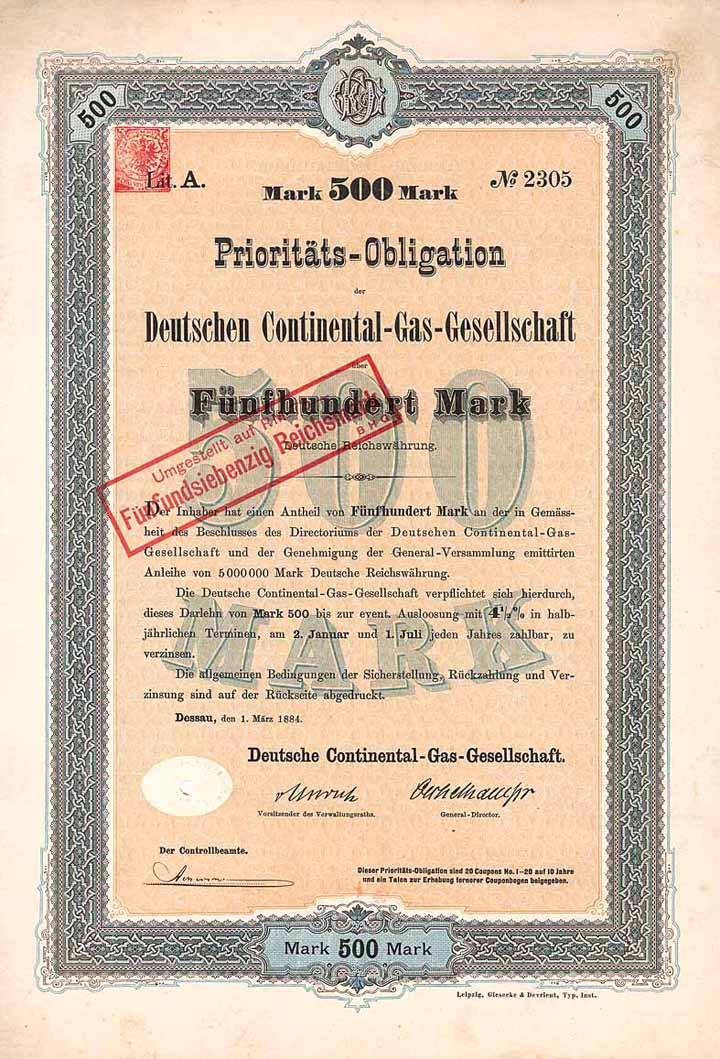 500
500
Lit. A.
Mark 500 Mark
№ 2305
Prioritäts-Obligation
der
Deutschen Continental-Gas-Gesellschaft
über
Fünfhundert Mark
Deutsche Reichswährung.
500
MARK
Umgestellt auf RM
Fünfundsiebenzig Reichsmark
Der Inhaber hat einen Antheil von Fünfhundert Mark an der in Gemäss-
heit des Beschlusses des Directoriums der Deutschen Continental-Gas-
Gesellschaft und der Genehmigung der General-Versammlung emittirten
Anleihe von 5000000 Mark Deutsche Reichswährung.
Die Deutsche Continental-Gas-Gesellschaft verpflichtet sich hierdurch,
dieses Darlehn von Mark 500 bis zur event. Ausloosung mit 4½% in halb-
jährlichen Terminen, am 2. Januar und 1. Juli jeden Jahres zahlbar, zu
verzinsen.
Die allgemeinen Bedingungen der Sicherstellung, Rückzahlung und Ver-
zinsung sind auf der Rückseite abgedruckt.
Dessau, den 1. März 1884.
Deutsche Continental-Gas-Gesellschaft.
Vorsitzender des Verwaltungsraths.
General-Director.
Der Controllbeamte.
Dieser Prioritäts-Obligation sind 20 Coupons No. 1-20 auf 10 Jahre
und ein Talon zur Erhebung fernerer Couponbogen beigegeben.
Mark 500 Mark
Leipzig, Giesecke & Devrient, Typ. Inst.